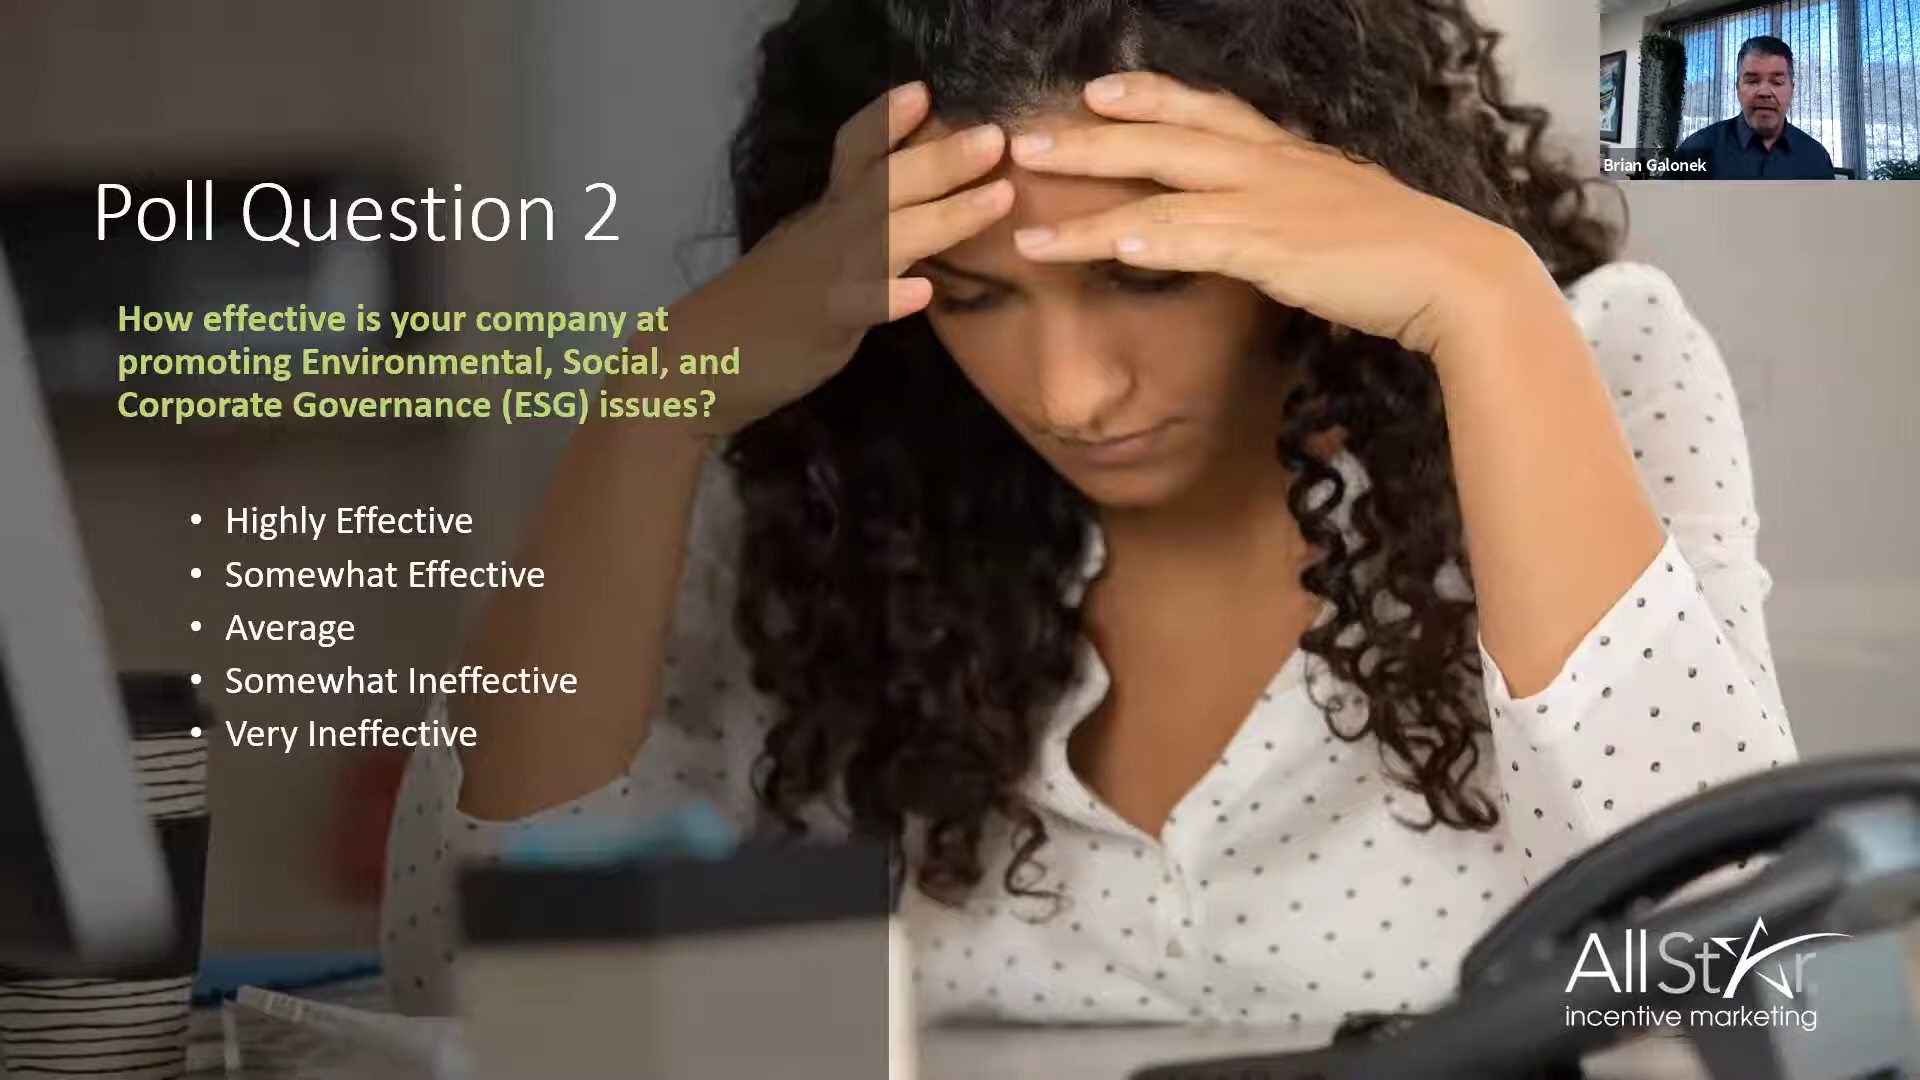 Poll Question 2
How effective is your company at
promoting Environmental, Social, and
Corporate Governance (ESG) issues?
• Highly Effective
• Somewhat Effective
• Average
• Somewhat Ineffective
• Very Ineffective
Brian Galonek
AllStar
incentive marketing